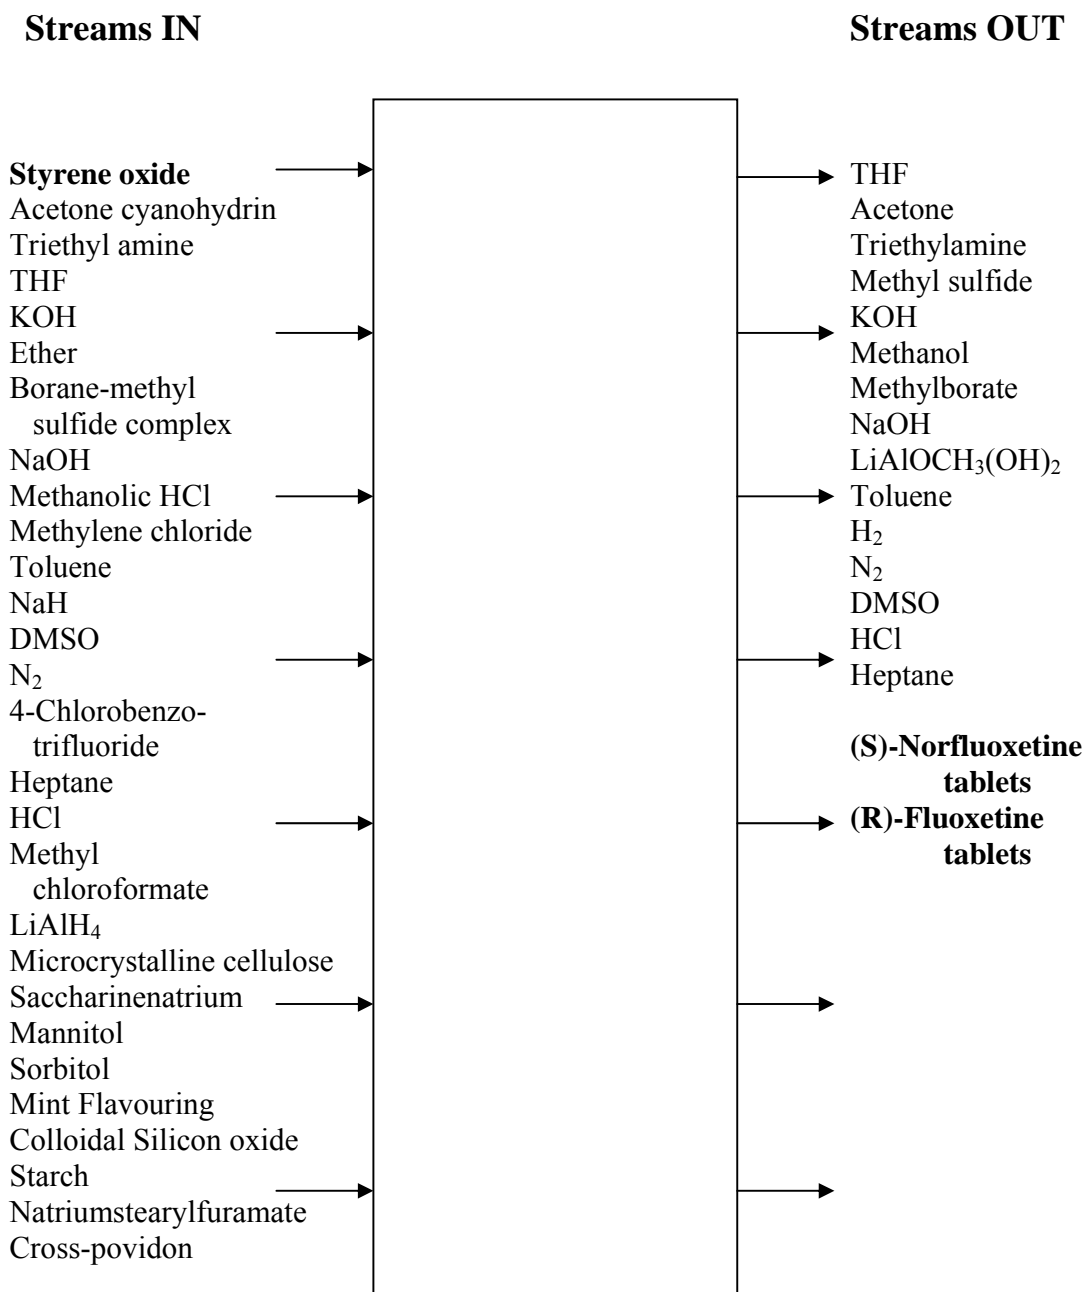 Streams IN
Streams OUT
Styrene oxide
Acetone cyanohydrin
Triethyl amine
THF
KOH
Ether
Borane-methyl
sulfide complex
NaOH
Methanolic HCl
Methylene chloride
Toluene
NaH
DMSO
N₂
4-Chlorobenzo-
trifluoride
Heptane
HCl
Methyl
chloroformate
LiAlH₄
Microcrystalline cellulose
Saccharinenatrium
Mannitol
Sorbitol
Mint Flavouring
Colloidal Silicon oxide
Starch
Natriumstearylfuramate
Cross-povidon
THF
Acetone
Triethylamine
Methyl sulfide
KOH
Methanol
Methylborate
NaOH
LiAlOCH₃(OH)₂
Toluene
H₂
N₂
DMSO
HCl
Heptane
(S)-Norfluoxetine
tablets
(R)-Fluoxetine
tablets